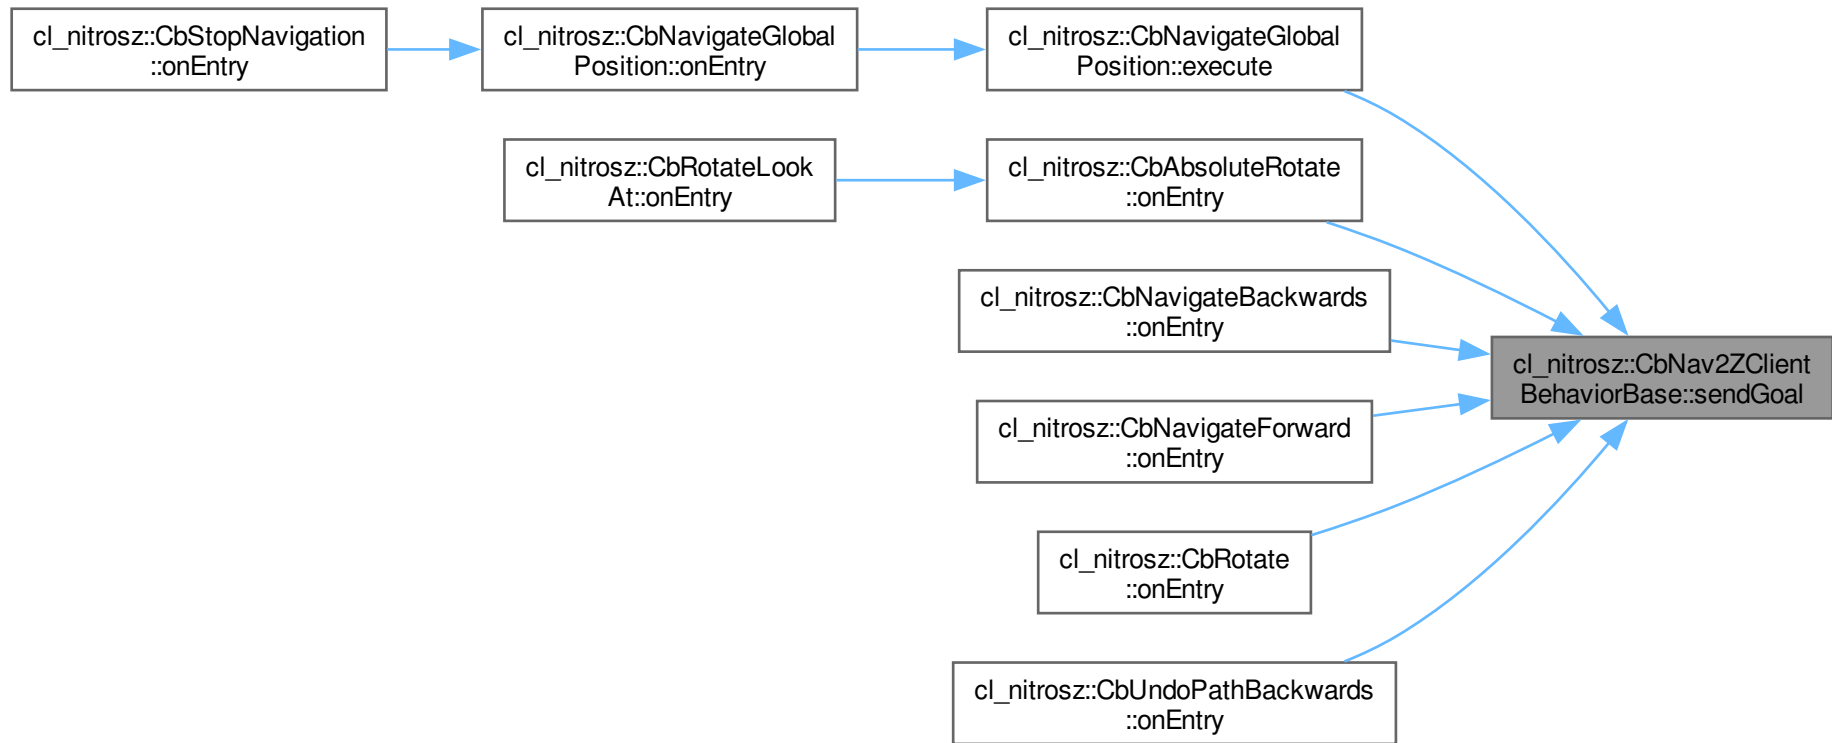 cl_nitrosz::CbStopNavigation
::onEntry
cl_nitrosz::CbNavigateGlobal
Position::onEntry
cl_nitrosz::CbNavigateGlobal
Position::execute
cl_nitrosz::CbRotateLook
At::onEntry
cl_nitrosz::CbAbsoluteRotate
::onEntry
cl_nitrosz::CbNavigateBackwards
::onEntry
cl_nitrosz::CbNav2ZClient
BehaviorBase::sendGoal
cl_nitrosz::CbNavigateForward
::onEntry
cl_nitrosz::CbRotate
::onEntry
cl_nitrosz::CbUndoPathBackwards
::onEntry